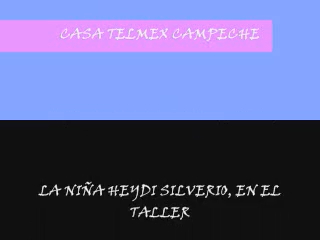 CASA TELMEX CAMPECHE
LA NIÑA HEYDI SILVERIO, EN EL
TALLER